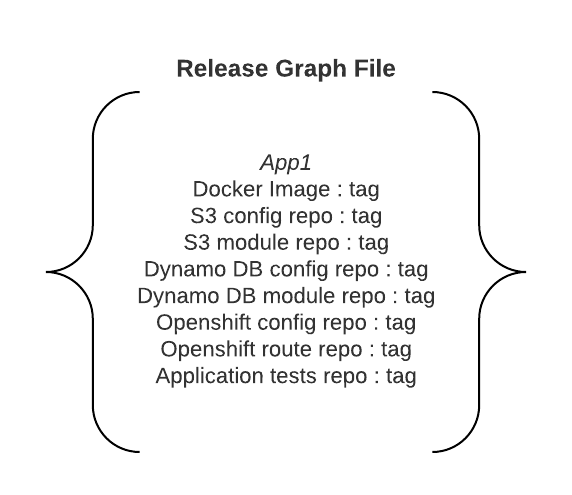 Release Graph File
App1
Docker Image : tag
S3 config repo : tag
S3 module repo : tag
Dynamo DB config repo : tag
Dynamo DB module repo : tag
Openshift config repo : tag
Openshift route repo : tag
Application tests repo : tag